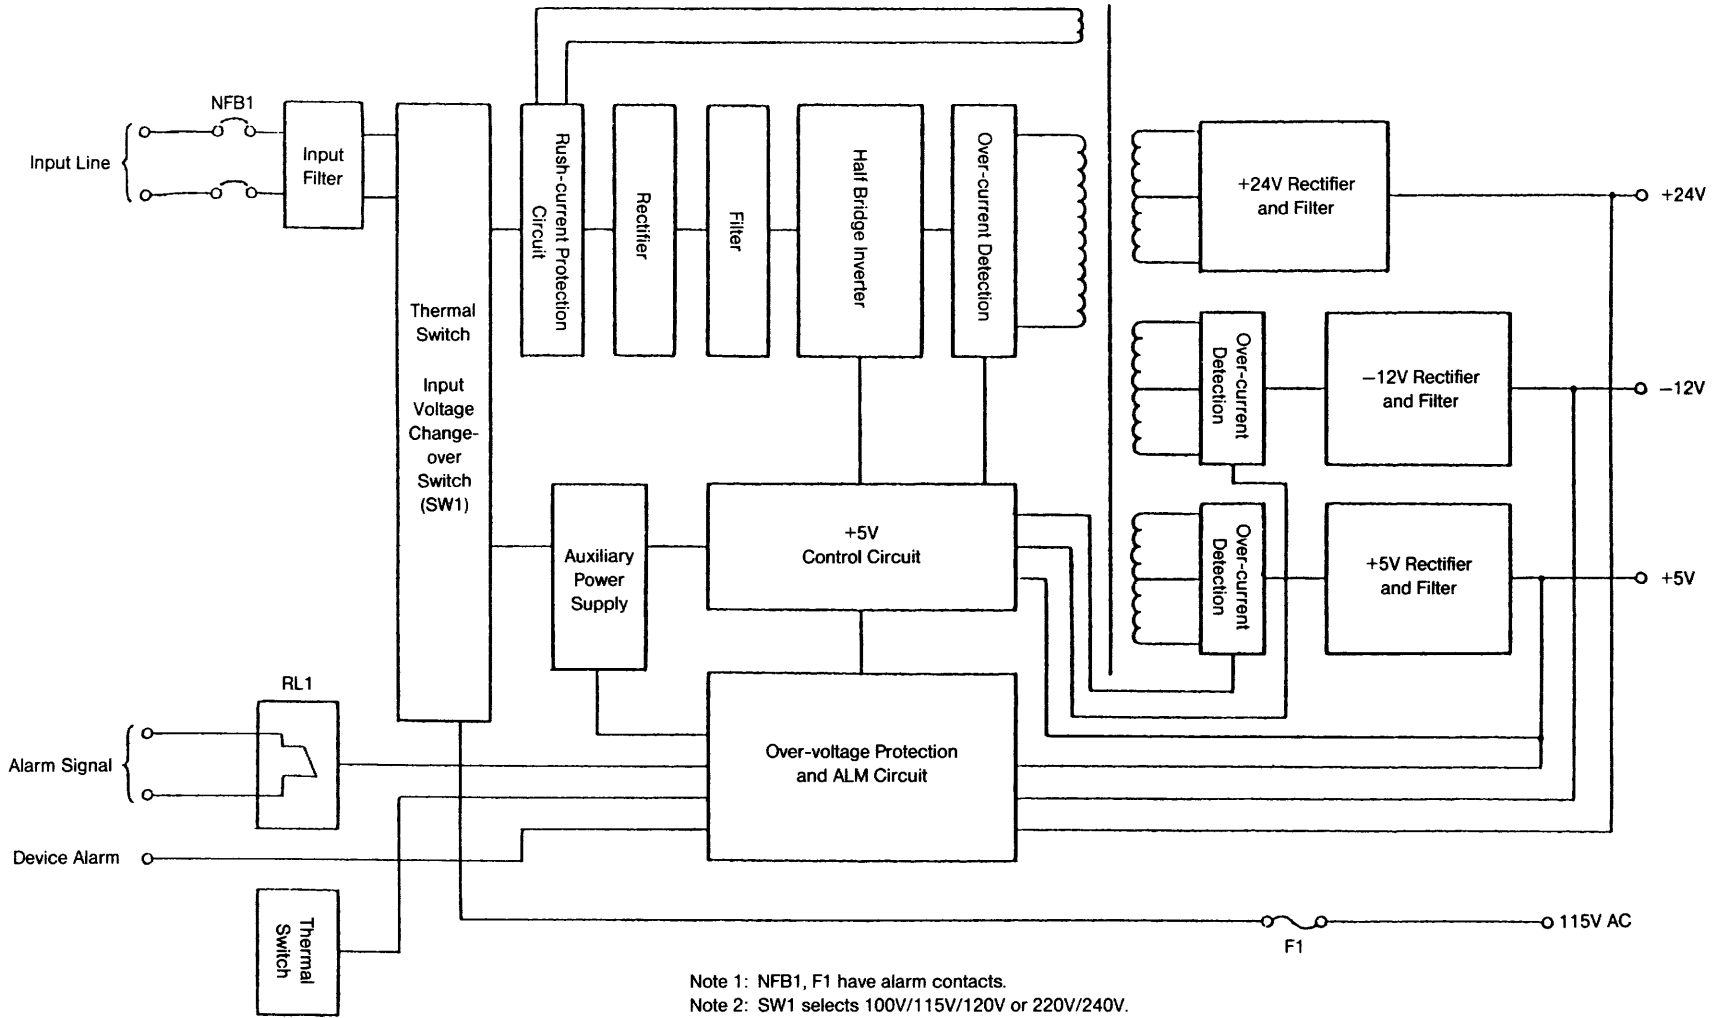 NFB1
Input Line
Input
Filter
Thermal
Switch
Input
Voltage
Change-
over
Switch
(SW1)
Rush-current Protection
Circuit
Rectifier
Filter
Half Bridge Inverter
Over-current Detection
+24V Rectifier
and Filter
+24V
Over-current
Detection
−12V Rectifier
and Filter
−12V
Over-current
Detection
+5V Rectifier
and Filter
+5V
Auxiliary
Power
Supply
+5V
Control Circuit
RL1
Alarm Signal
Over-voltage Protection
and ALM Circuit
Device Alarm
Thermal
Switch
F1
115V AC
Note 1: NFB1, F1 have alarm contacts.
Note 2: SW1 selects 100V/115V/120V or 220V/240V.